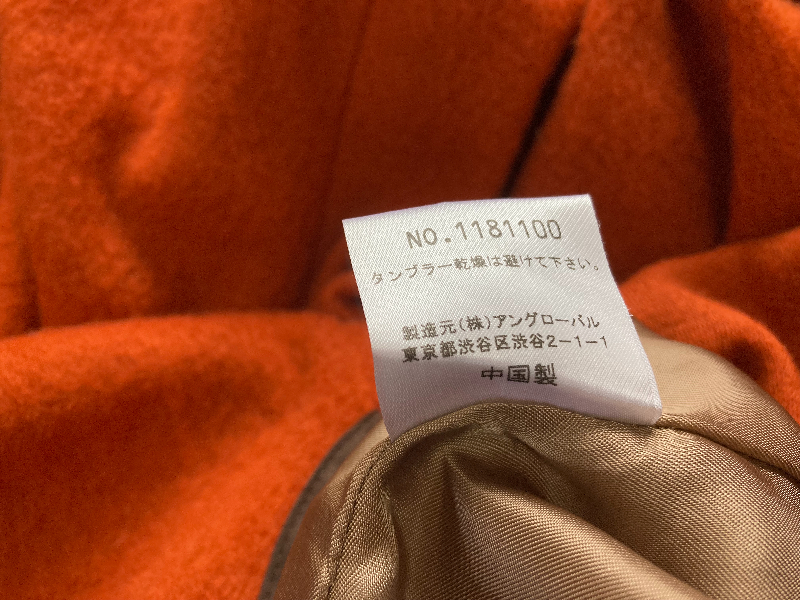 NO.1181100
タンブラー乾燥は避けて下さい。
製造元(株)アングローバル
東京都渋谷区渋谷2-1-1
中国製